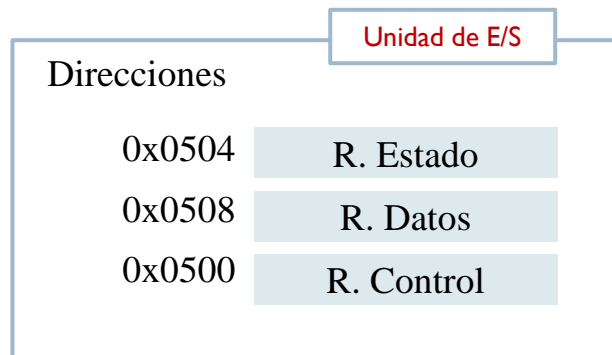 Unidad de E/S
Direcciones
0x0504 R. Estado
0x0508 R. Datos
0x0500 R. Control